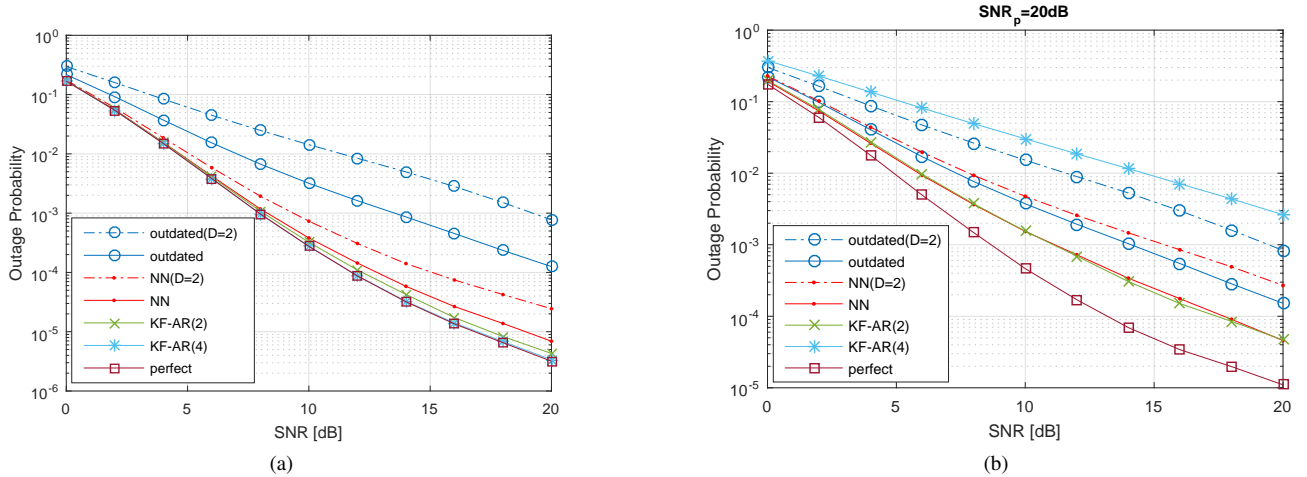 10^0
10^-1
10^-2
10^-3
10^-4
10^-5
10^-6
Outage Probability
outdated(D=2)
outdated
NN(D=2)
NN
KF-AR(2)
KF-AR(4)
perfect
0 5 10 15 20
SNR [dB]
(a)
SNR_p=20dB
10^0
10^-1
10^-2
10^-3
10^-4
10^-5
Outage Probability
outdated(D=2)
outdated
NN(D=2)
NN
KF-AR(2)
KF-AR(4)
perfect
0 5 10 15 20
SNR [dB]
(b)